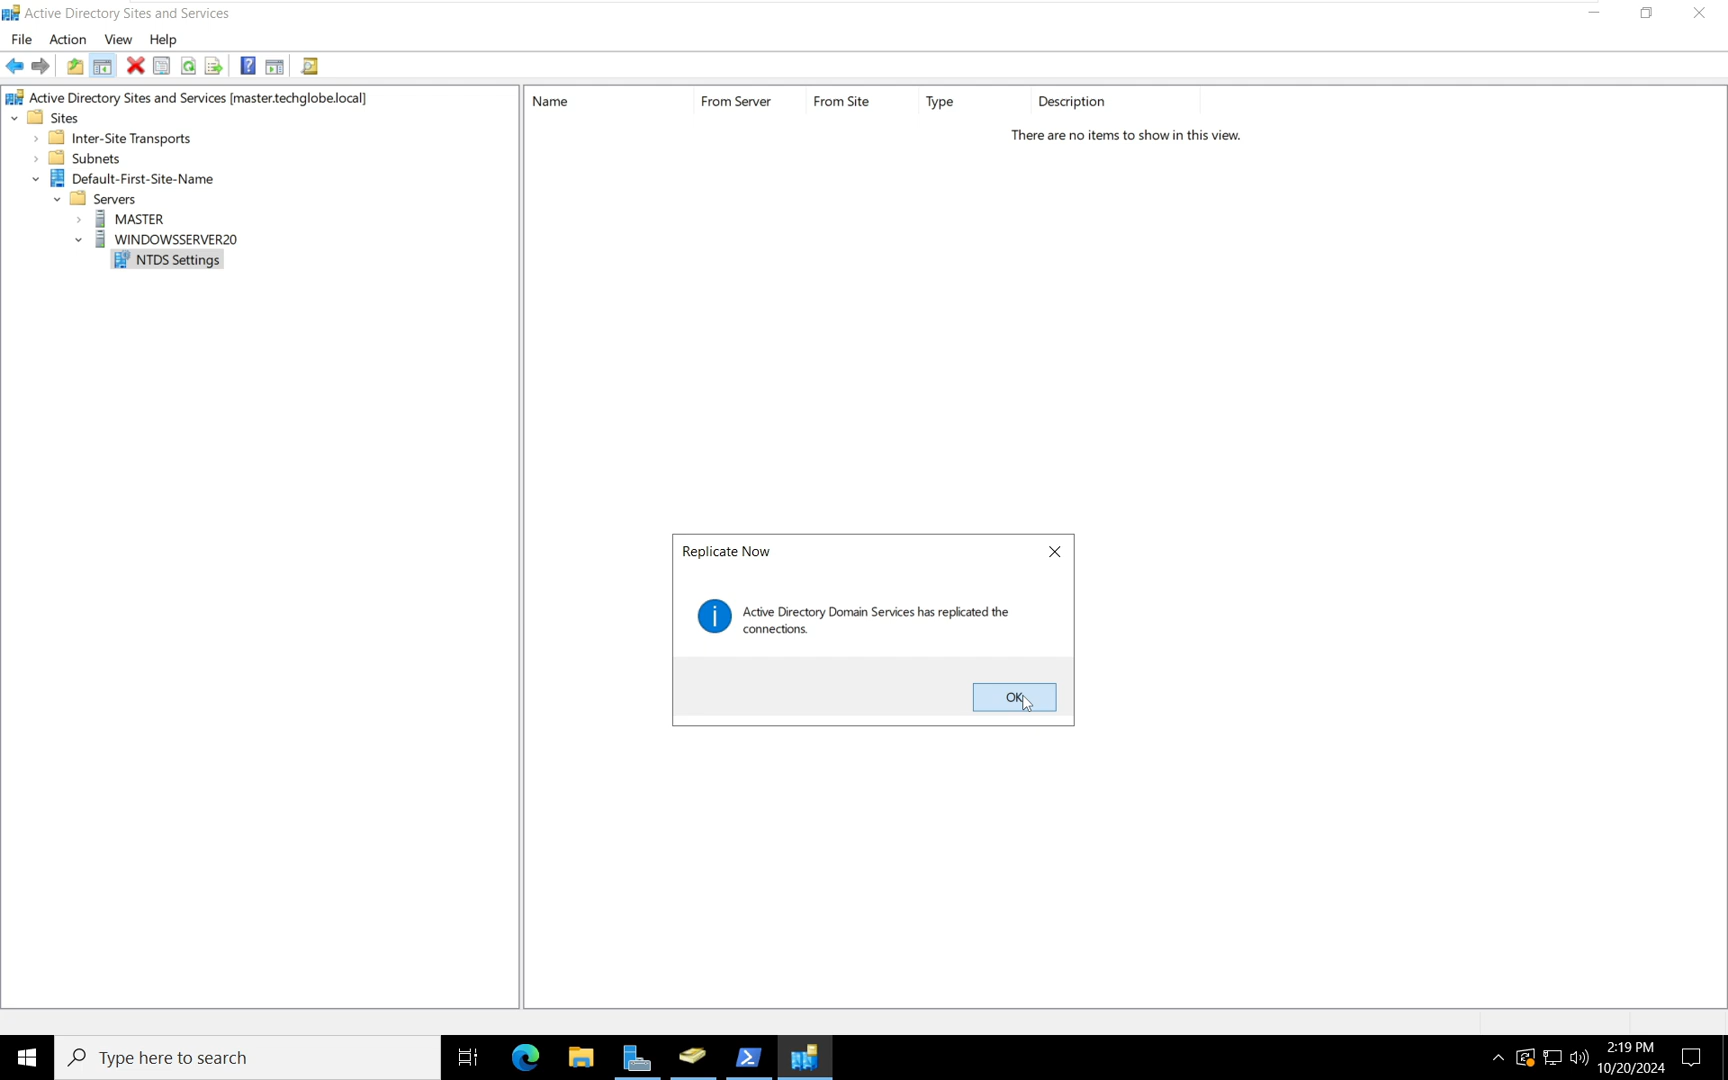 Active Directory Sites and Services
File Action View Help
Active Directory Sites and Services [master.techglobe.local]
Sites
Inter-Site Transports
Subnets
Default-First-Site-Name
Servers
MASTER
WINDOWSSERVER20
NTDS Settings
Name From Server From Site Type Description
There are no items to show in this view.
Replicate Now
Active Directory Domain Services has replicated the
connections.
OK
Type here to search
2:19 PM
10/20/2024